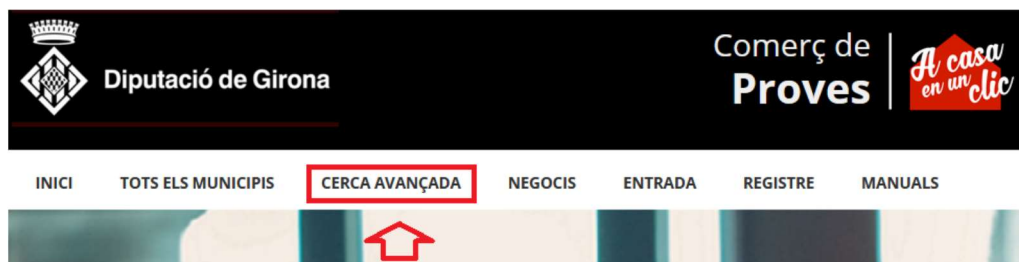 Diputació de Girona
Comerç de
Proves
A casa
en un clic
INICI TOTS ELS MUNICIPIS CERCA AVANÇADA NEGOCIS ENTRADA REGISTRE MANUALS